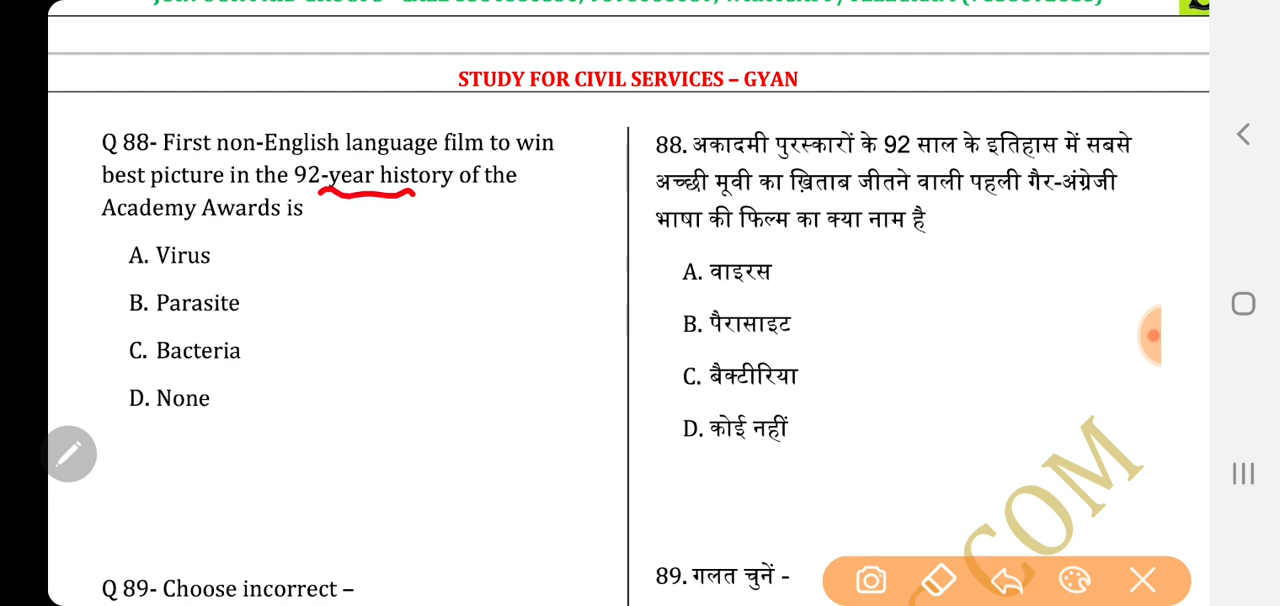 STUDY FOR CIVIL SERVICES – GYAN
Q 88- First non-English language film to win
best picture in the 92-year history of the
Academy Awards is
A. Virus
B. Parasite
C. Bacteria
D. None
Q 89- Choose incorrect –
88. अकादमी पुरस्कारों के 92 साल के इतिहास में सबसे
अच्छी मूवी का ख़िताब जीतने वाली पहली गैर-अंग्रेजी
भाषा की फिल्म का क्या नाम है
A. वाइरस
B. पैरासाइट
C. बैक्टीरिया
D. कोई नहीं
89. गलत चुनें -
COM